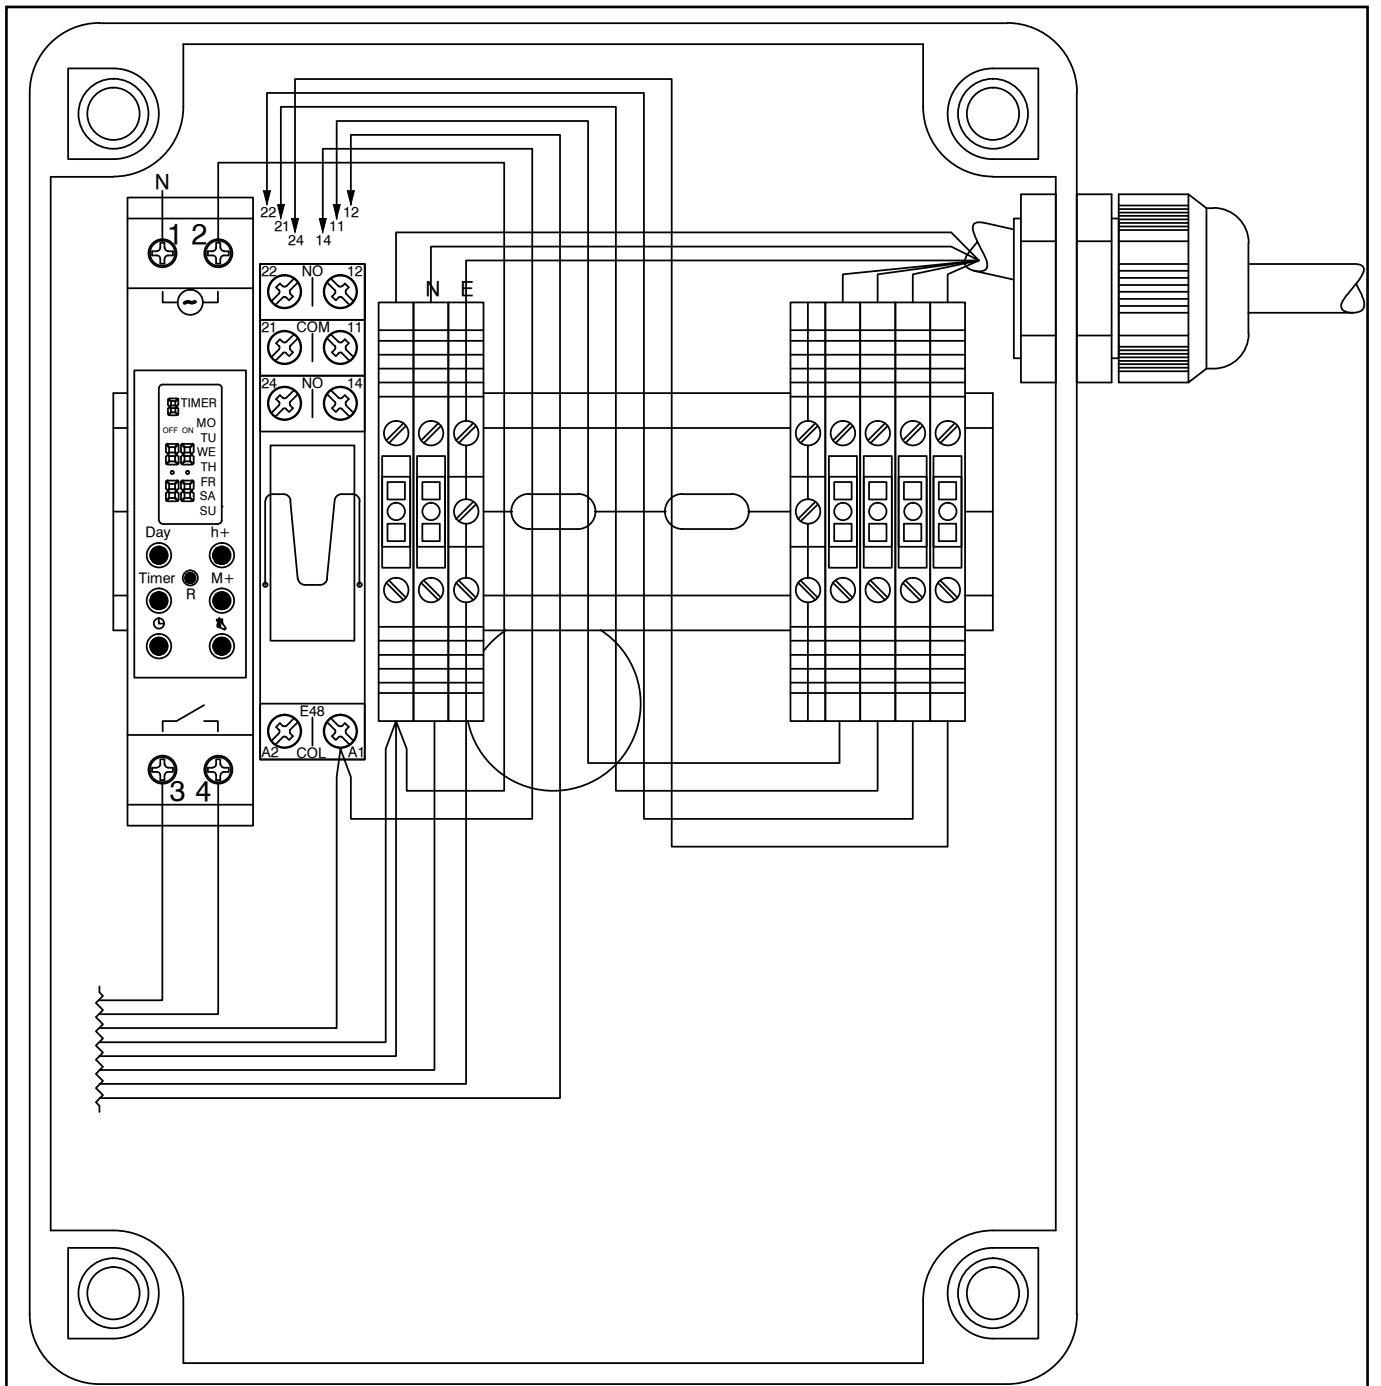 N
1 2
22 12
21 11
24 14
22 NO 12
21 COM 11
24 NO 14
N E
TIMER
OFF ON MO
TU
WE
TH
FR
SA
SU
Day h+
Timer M+
R
E48
A2 COL A1
3 4